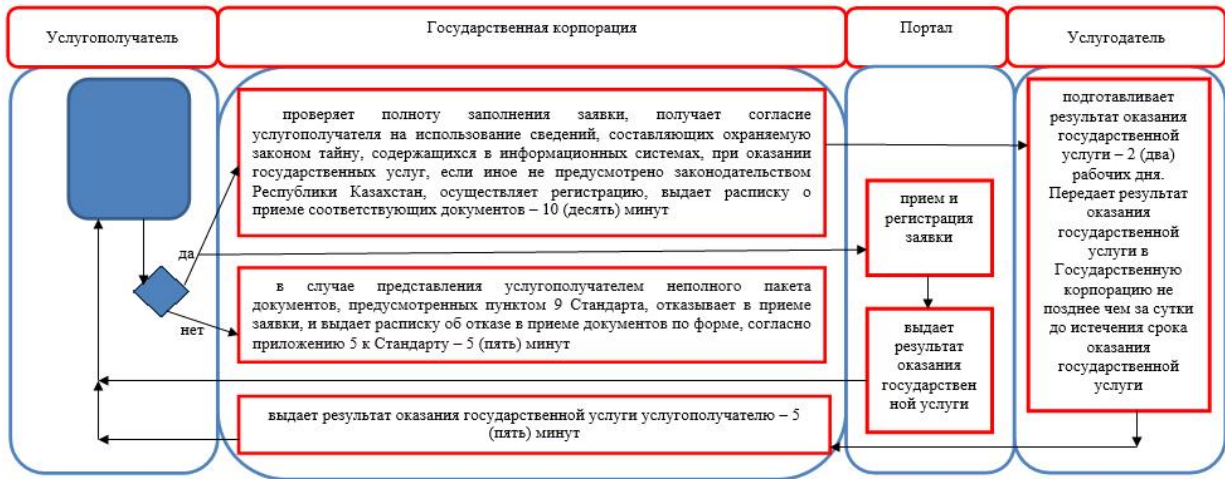 Услугополучатель
Государственная корпорация
Портал
Услугодатель
проверяет полноту заполнения заявки, получает согласие
услугополучателя на использование сведений, составляющих охраняемую
законом тайну, содержащихся в информационных системах, при оказании
государственных услуг, если иное не предусмотрено законодательством
Республики Казахстан, осуществляет регистрацию, выдает расписку о
приеме соответствующих документов – 10 (десять) минут
да
нет
в случае представления услугополучателем неполного пакета
документов, предусмотренных пунктом 9 Стандарта, отказывает в приеме
заявки, и выдает расписку об отказе в приеме документов по форме, согласно
приложению 5 к Стандарту – 5 (пять) минут
выдает результат оказания государственной услуги услугополучателю – 5
(пять) минут
прием и
регистрация
заявки
выдает
результат
оказания
государствен
ной услуги
подготавливает
результат оказания
государственной
услуги – 2 (два)
рабочих дня.
Передает результат
оказания
государственной
услуги в
Государственную
корпорацию не
позднее чем за сутки
до истечения срока
оказания
государственной
услуги